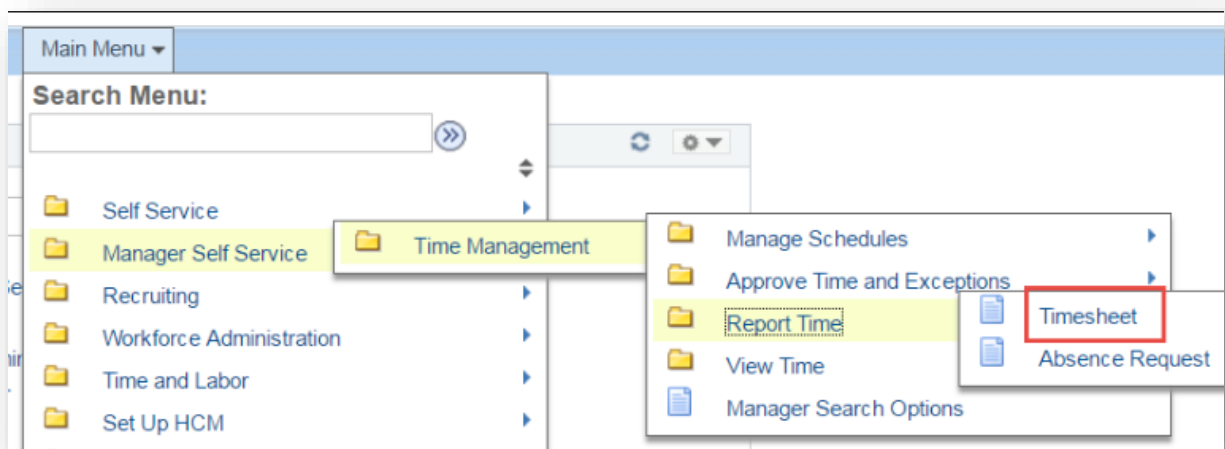 Main Menu
Search Menu:
Self Service
Manager Self Service
Recruiting
Workforce Administration
Time and Labor
Set Up HCM
Time Management
Manage Schedules
Approve Time and Exceptions
Report Time
View Time
Manager Search Options
Timesheet
Absence Request